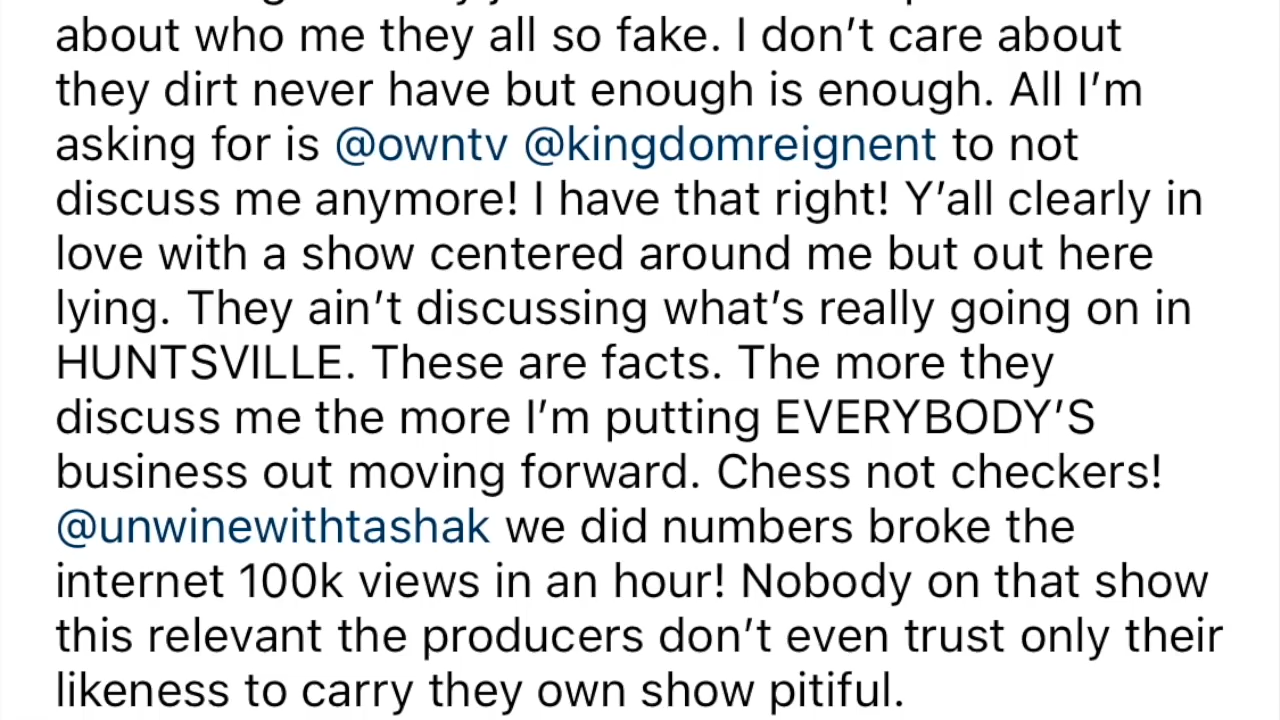 about who me they all so fake. I don’t care about
they dirt never have but enough is enough. All I’m
asking for is @owntv @kingdomreignent to not
discuss me anymore! I have that right! Y’all clearly in
love with a show centered around me but out here
lying. They ain’t discussing what’s really going on in
HUNTSVILLE. These are facts. The more they
discuss me the more I’m putting EVERYBODY’S
business out moving forward. Chess not checkers!
@unwinewithtashak we did numbers broke the
internet 100k views in an hour! Nobody on that show
this relevant the producers don’t even trust only their
likeness to carry they own show pitiful.